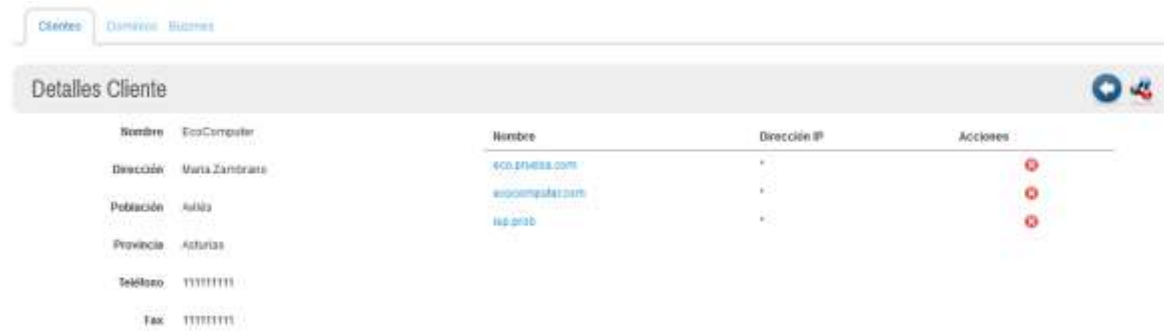 Clientes Dominios Buzones
Detalles Cliente
Nombre EcoComputer
Dirección Maria Zambrano
Población Avilés
Provincia Asturias
Teléfono 111111111
Fax 111111111
Nombre Dirección IP Acciones
eco.prueba.com *
ecocomputer.com *
isp.prob *